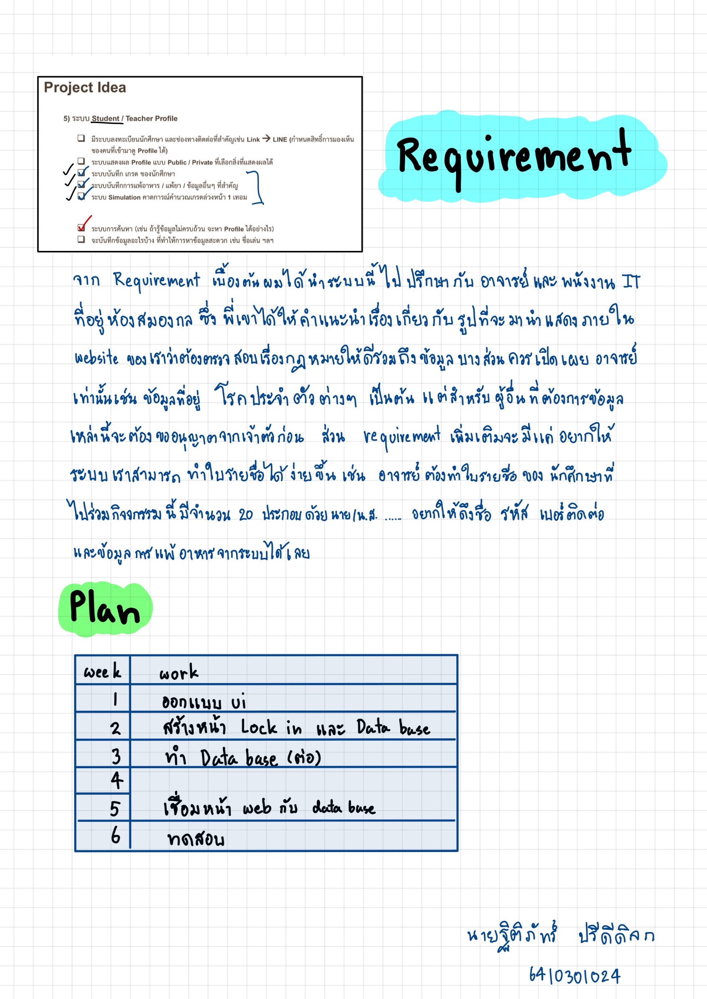 Project Idea
5) ระบบ Student / Teacher Profile
มีระบบลงทะเบียนนักศึกษา และช่องทางติดต่อที่สำคัญเช่น Link → LINE (กำหนดสิทธิ์การมองเห็น
ของคนที่เข้ามาดู Profile ได้)
ระบบแสดงผล Profile แบบ Public / Private ที่เลือกสิ่งที่แสดงผลได้
ระบบบันทึก เกรด ของนักศึกษา
ระบบบันทึกการแพ้อาหาร / แพ้ยา / ข้อมูลอื่นๆ ที่สำคัญ
ระบบ Simulation คาดการณ์คำนวณเกรดล่วงหน้า 1 เทอม
ระบบการค้นหา (เช่น ถ้ารู้ข้อมูลไม่ครบถ้วน จะหา Profile ได้อย่างไร)
จะบันทึกข้อมูลอะไรบ้าง ที่ทำให้การหาข้อมูลสะดวก เช่น ชื่อเล่น ฯลฯ
Requirement
จาก Requirement เบื้องต้นผมได้นำระบบนี้ไปปรึกษากับ อาจารย์และ พนังงาน IT
ที่อยู่ห้องสมองกล ซึ่ง พี่เขาได้ให้คำแนะนำเรื่องเกี่ยวกับ รูปที่จะมานำแสดงภายใน
website ของเราว่าต้องตรวจสอบเรื่องกฎหมายให้ดีรวมถึงข้อมูลบางส่วนควรเปิดเผย อาจารย์
เท่านั้นเช่น ข้อมูลที่อยู่ โรคประจำตัวต่างๆ เป็นต้น แต่สำหรับ ผู้อื่นที่ต้องการข้อมูล
เหล่านี้จะต้องขออนุญาตจากเจ้าตัวก่อน ส่วน requirement เพิ่มเติมจะมีแค่ อยากให้
ระบบเราสามารถ ทำใบรายชื่อได้ง่ายขึ้น เช่น อาจารย์ ต้องทำใบรายชื่อ ของ นักศึกษาที่
ไปร่วมกิจกรรม นี้มีจำนวน 20 ประกอบด้วย นาย/น.ส. ...... อยากให้ดึงชื่อ รหัส เบอร์ติดต่อ
และข้อมูลการแพ้อาหารจากระบบได้เลย
Plan
week work
1 ออกแบบ ui
2 สร้างหน้า Lock in และ Data base
3 ทำ Data base (ต่อ)
4
5 เชื่อมหน้า web กับ data base
6 ทดสอบ
นายฐิติภัทร์ ปรีดีดิลก
6410301024